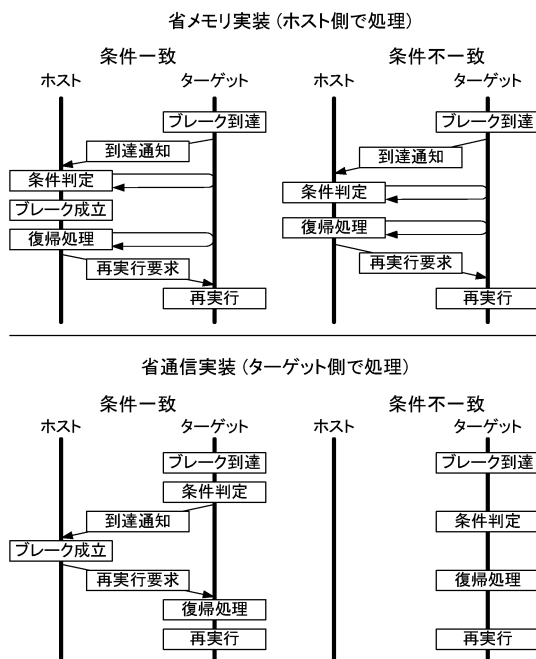 省メモリ実装 (ホスト側で処理)
条件一致
条件不一致
ホスト
ターゲット
ホスト
ターゲット
ブレーク到達
到達通知
条件判定
ブレーク成立
復帰処理
再実行要求
再実行
ブレーク到達
到達通知
条件判定
復帰処理
再実行要求
再実行
省通信実装 (ターゲット側で処理)
条件一致
条件不一致
ホスト
ターゲット
ホスト
ターゲット
ブレーク到達
条件判定
到達通知
ブレーク成立
再実行要求
復帰処理
再実行
ブレーク到達
条件判定
復帰処理
再実行